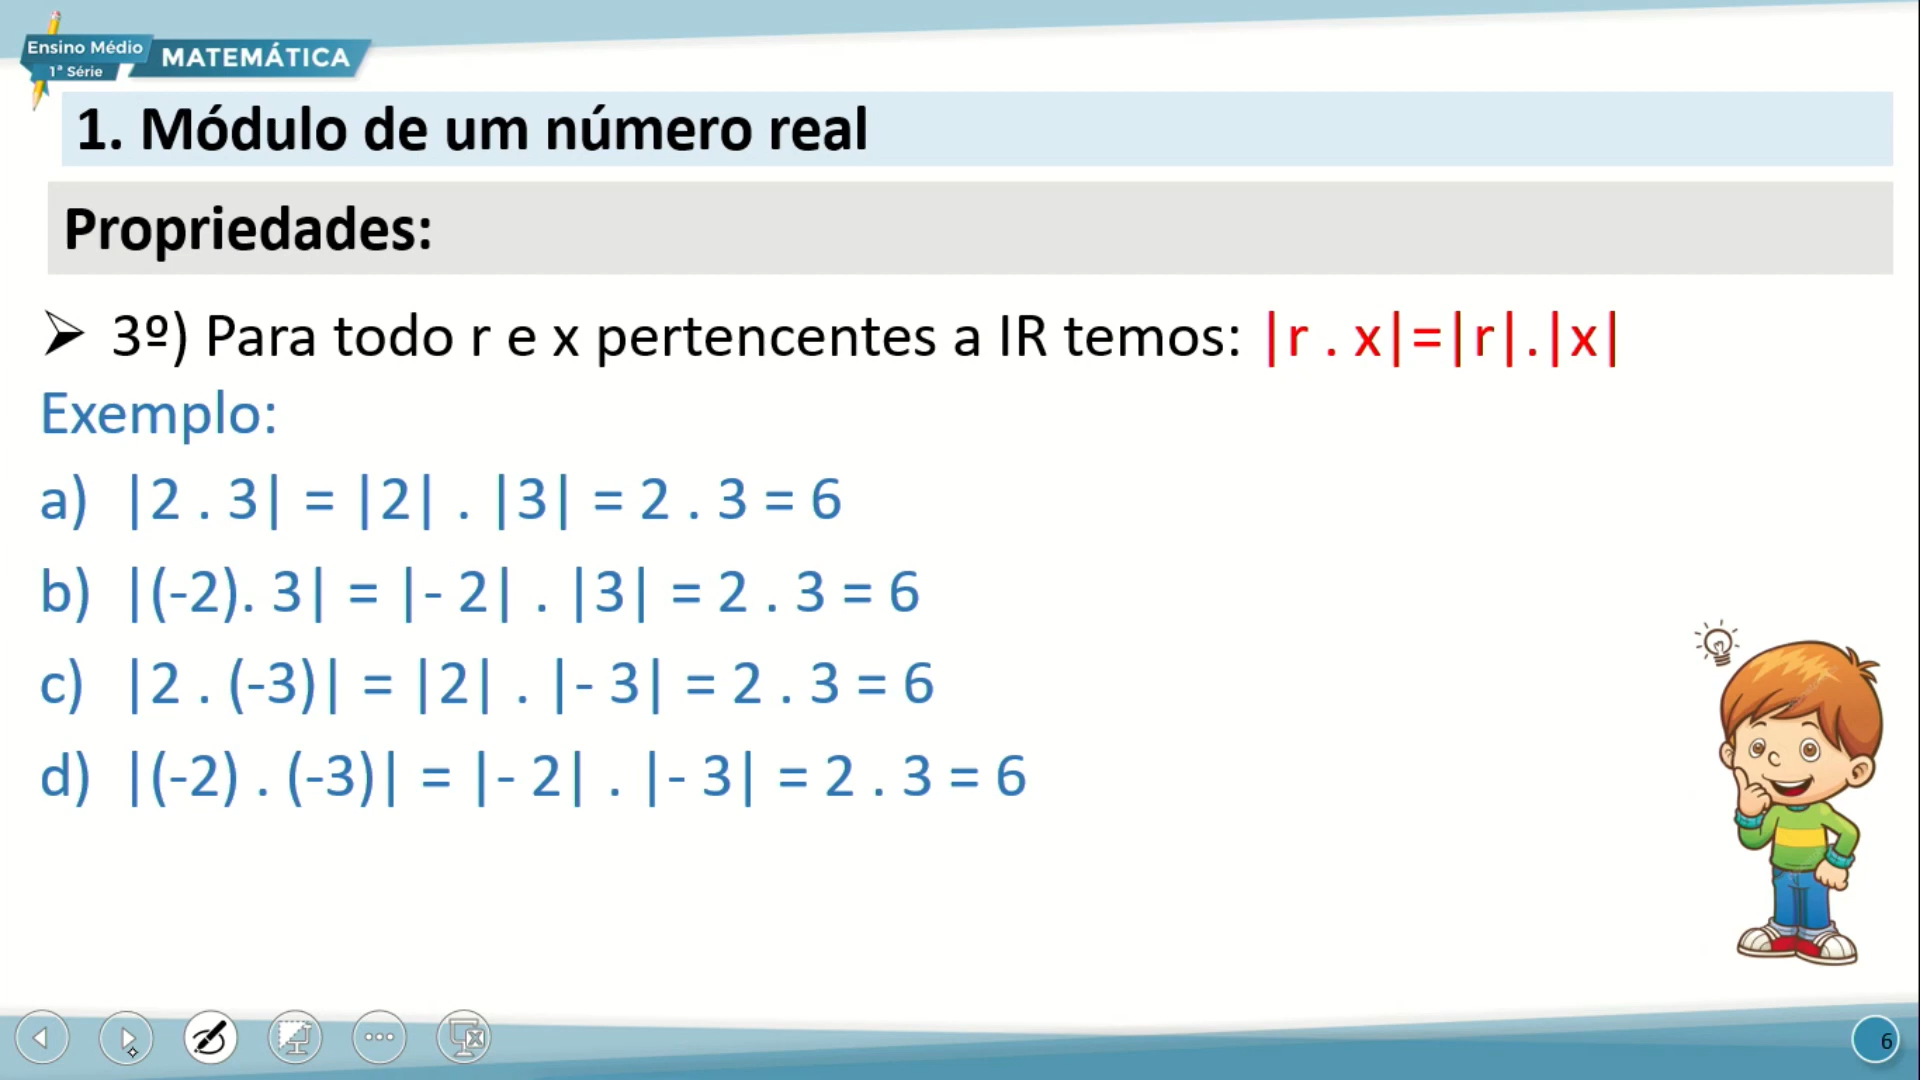 Ensino Médio
1ª Série
MATEMÁTICA
1. Módulo de um número real
Propriedades:
➢ 3º) Para todo r e x pertencentes a IR temos: |r . x|=|r|.|x|
Exemplo:
a) |2 . 3| = |2| . |3| = 2 . 3 = 6
b) |(-2). 3| = |- 2| . |3| = 2 . 3 = 6
c) |2 . (-3)| = |2| . |- 3| = 2 . 3 = 6
d) |(-2) . (-3)| = |- 2| . |- 3| = 2 . 3 = 6
6